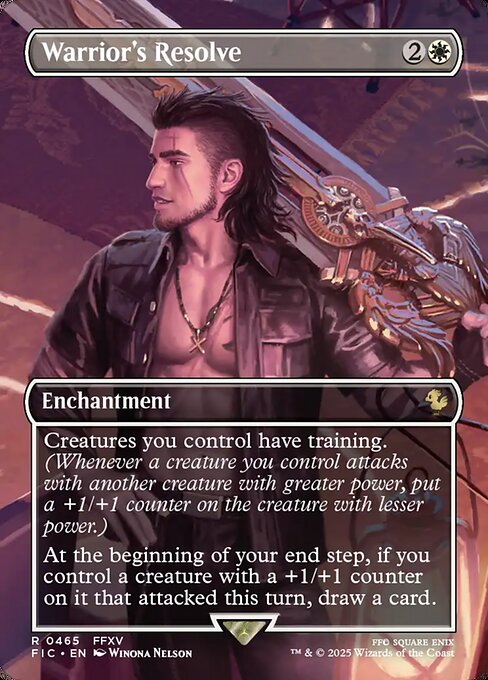 Warrior's Resolve 2
Enchantment
Creatures you control have training.
(Whenever a creature you control attacks
with another creature with greater power, put
a +1/+1 counter on the creature with lesser
power.)
At the beginning of your end step, if you
control a creature with a +1/+1 counter
on it that attacked this turn, draw a card.
R 0465 FFXV
FIC • EN Winona Nelson
FF© SQUARE ENIX
™ & © 2025 Wizards of the Coast